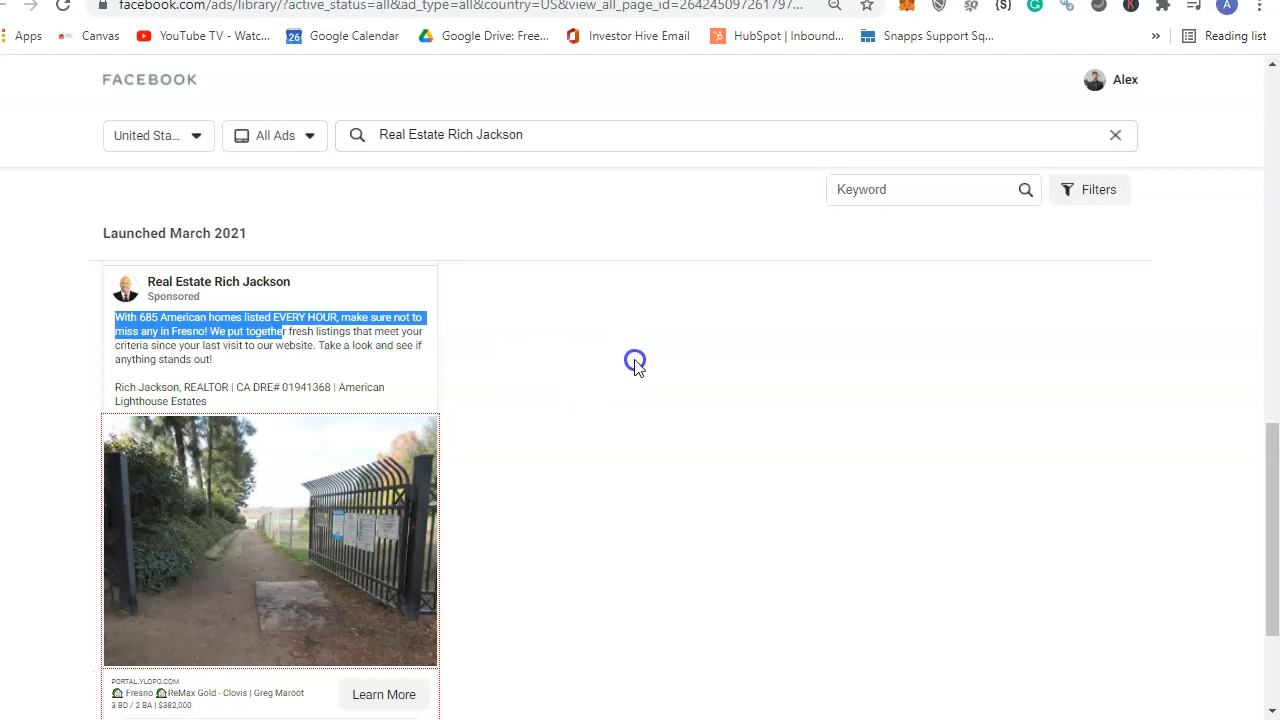 facebook.com/ads/library/?active_status=all&ad_type=all&country=US&view_all_page_id=264245097261797...
Apps
Canvas
YouTube TV - Watc...
26
Google Calendar
Google Drive: Free...
Investor Hive Email
HubSpot | Inbound...
Snapps Support Sq...
»
Reading list
A
FACEBOOK
Alex
United Sta...
All Ads
Real Estate Rich Jackson
Keyword
Filters
Launched March 2021
Real Estate Rich Jackson
Sponsored
With 685 American homes listed EVERY HOUR, make sure not to
miss any in Fresno! We put together fresh listings that meet your
criteria since your last visit to our website. Take a look and see if
anything stands out!
Rich Jackson, REALTOR | CA DRE# 01941368 | American
Lighthouse Estates
PORTAL.YLOPO.COM
Fresno ReMax Gold - Clovis | Greg Maroot
3 BD / 2 BA | $382,000
Learn More